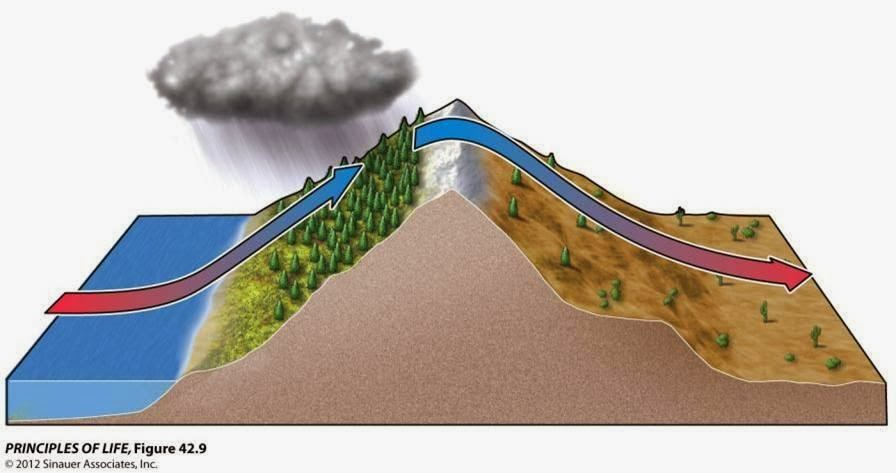 PRINCIPLES OF LIFE, Figure 42.9
© 2012 Sinauer Associates, Inc.